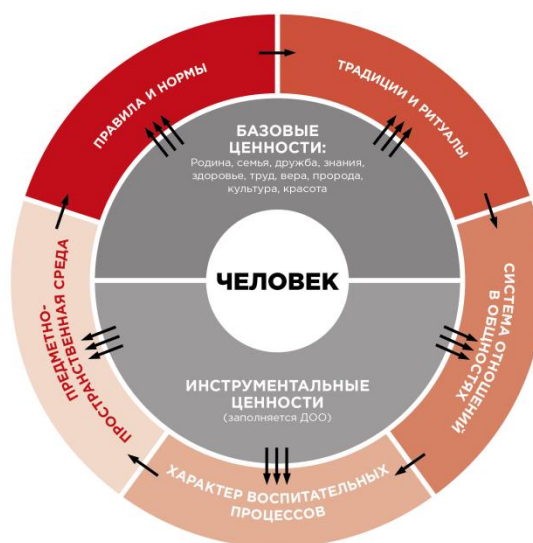 ПРАВИЛА И НОРМЫ
ТРАДИЦИИ И РИТУАЛЫ
БАЗОВЫЕ
ЦЕННОСТИ:
Родина, семья, дружба, знания,
здоровье, труд, вера, пророда,
культура, красота
ЧЕЛОВЕК
ИНСТРУМЕНТАЛЬНЫЕ
ЦЕННОСТИ
(заполняется ДОО)
СИСТЕМА ОТНОШЕНИЙ
В ОБЩНОСТЯХ
ХАРАКТЕР ВОСПИТАТЕЛЬНЫХ
ПРОЦЕССОВ
ПРЕДМЕТНО-
ПРОСТРАНСТВЕННАЯ СРЕДА